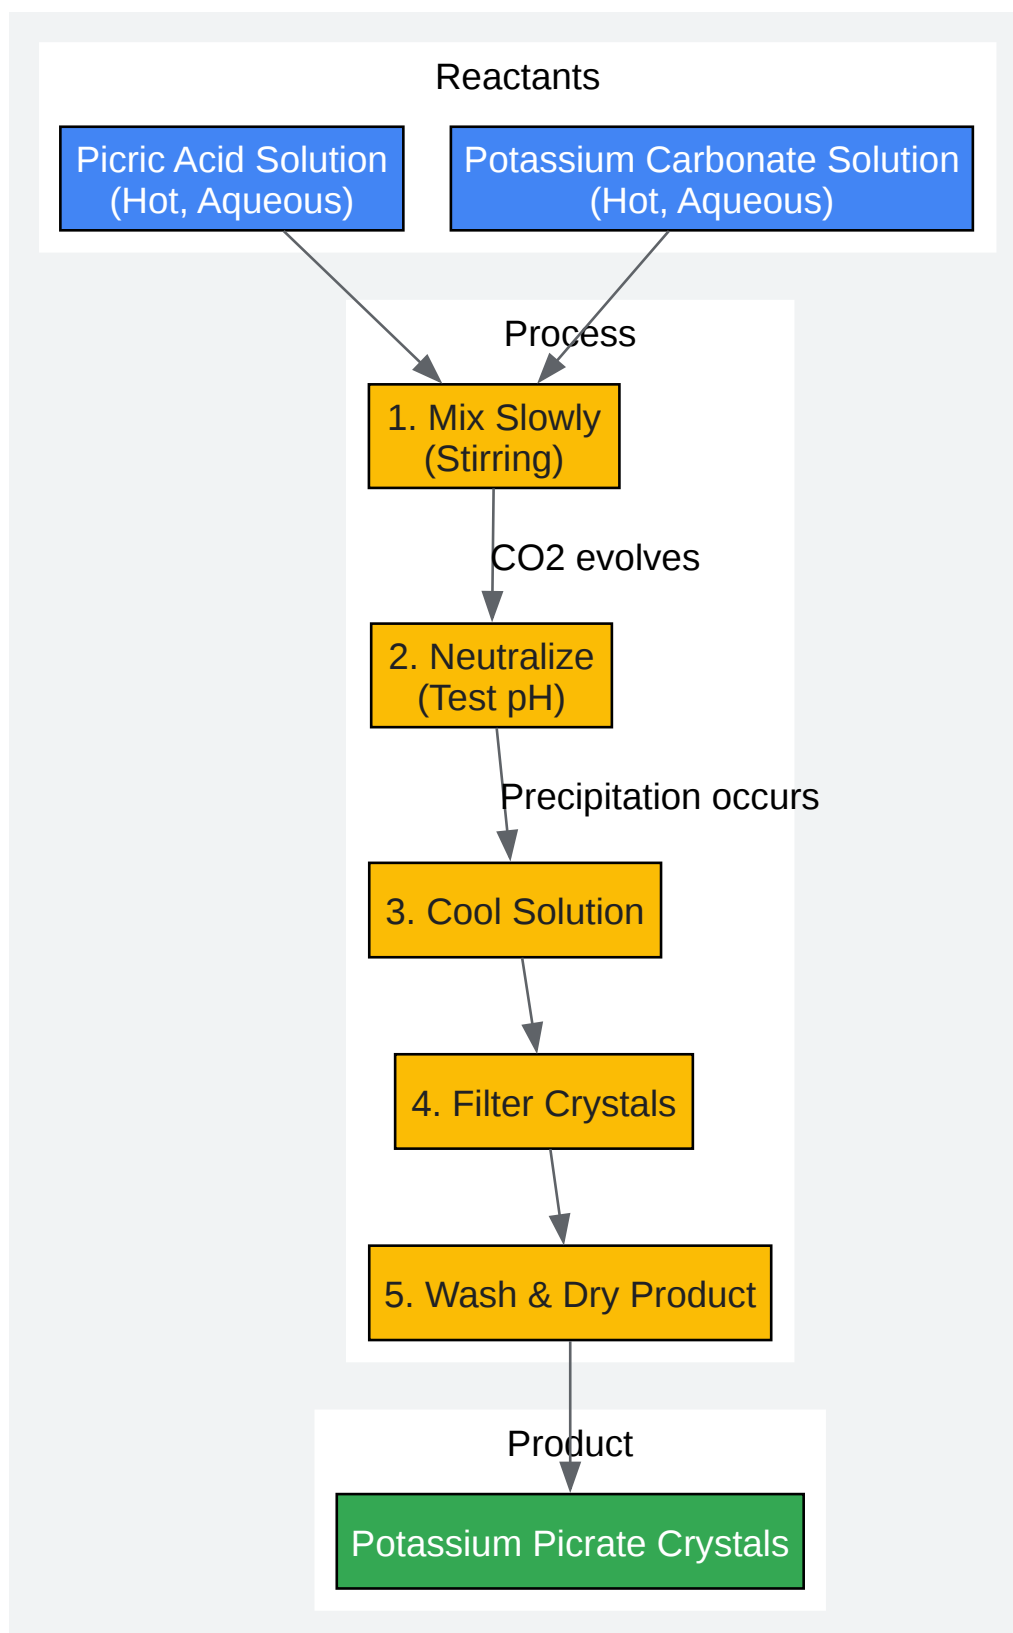 Reactants
Picric Acid Solution
(Hot, Aqueous)
Potassium Carbonate Solution
(Hot, Aqueous)
Process
1. Mix Slowly
(Stirring)
CO2 evolves
2. Neutralize
(Test pH)
Precipitation occurs
3. Cool Solution
4. Filter Crystals
5. Wash & Dry Product
Product
Potassium Picrate Crystals